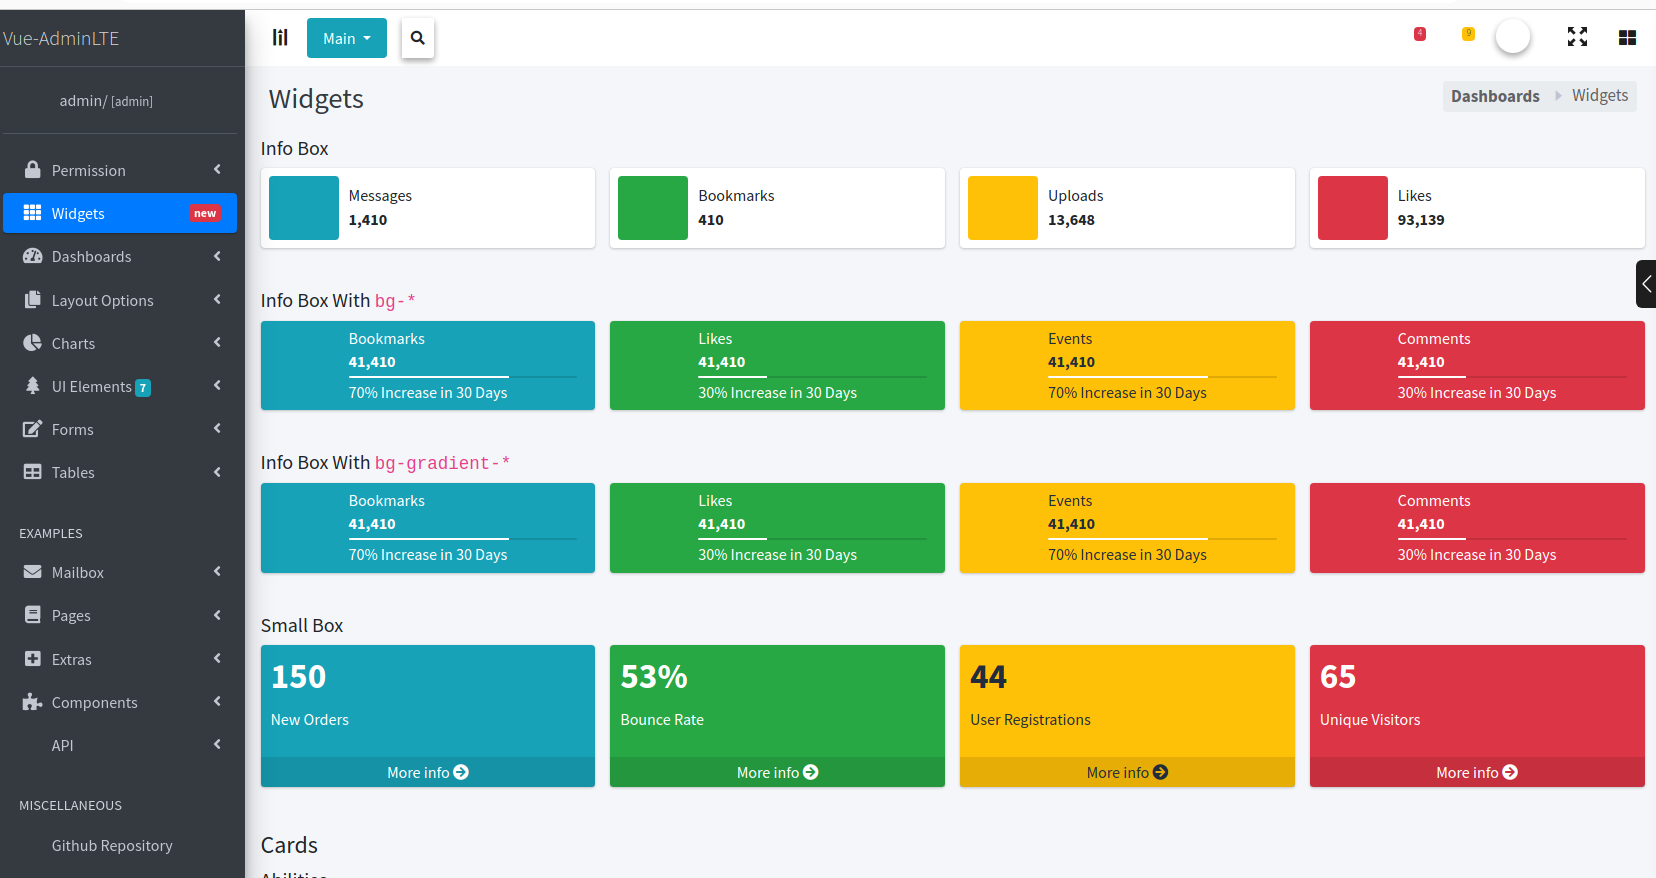 Vue-AdminLTE
Main
4
9
admin/ [admin]
Permission
Widgets new
Dashboards
Layout Options
Charts
UI Elements 7
Forms
Tables
EXAMPLES
Mailbox
Pages
Extras
Components
API
MISCELLANEOUS
Github Repository
Widgets
Dashboards Widgets
Info Box
Messages
1,410
Bookmarks
410
Uploads
13,648
Likes
93,139
Info Box With bg-*
Bookmarks
41,410
70% Increase in 30 Days
Likes
41,410
30% Increase in 30 Days
Events
41,410
70% Increase in 30 Days
Comments
41,410
30% Increase in 30 Days
Info Box With bg-gradient-*
Bookmarks
41,410
70% Increase in 30 Days
Likes
41,410
30% Increase in 30 Days
Events
41,410
70% Increase in 30 Days
Comments
41,410
30% Increase in 30 Days
Small Box
150
New Orders
More info
53%
Bounce Rate
More info
44
User Registrations
More info
65
Unique Visitors
More info
Cards
Abilities